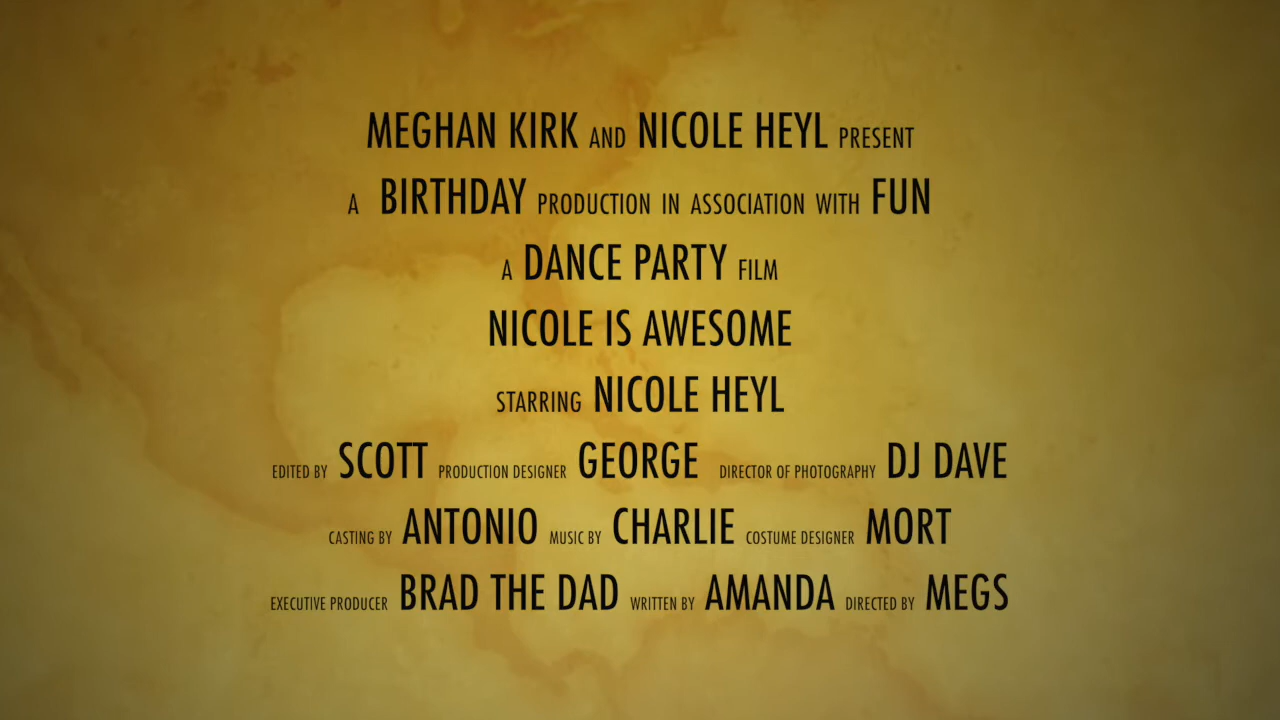 MEGHAN KIRK AND NICOLE HEYL PRESENT
A BIRTHDAY PRODUCTION IN ASSOCIATION WITH FUN
A DANCE PARTY FILM
NICOLE IS AWESOME
STARRING NICOLE HEYL
EDITED BY SCOTT PRODUCTION DESIGNER GEORGE DIRECTOR OF PHOTOGRAPHY DJ DAVE
CASTING BY ANTONIO MUSIC BY CHARLIE COSTUME DESIGNER MORT
EXECUTIVE PRODUCER BRAD THE DAD WRITTEN BY AMANDA DIRECTED BY MEGS